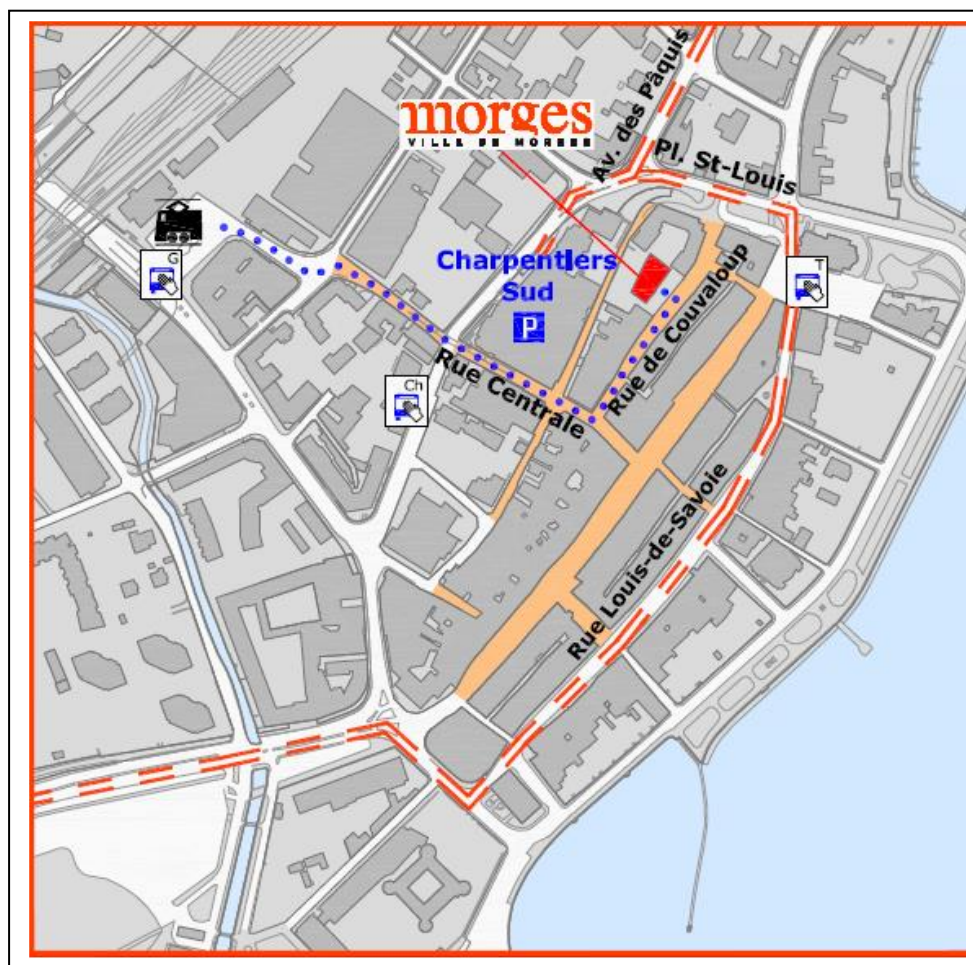 Av. des Pâquis
morges
VILLE DE MORGES
Pl. St-Louis
G
Charpentiers
Sud
P
T
Rue de Couvaloup
Rue Centrale
Ch
Rue Louis-de-Savoie